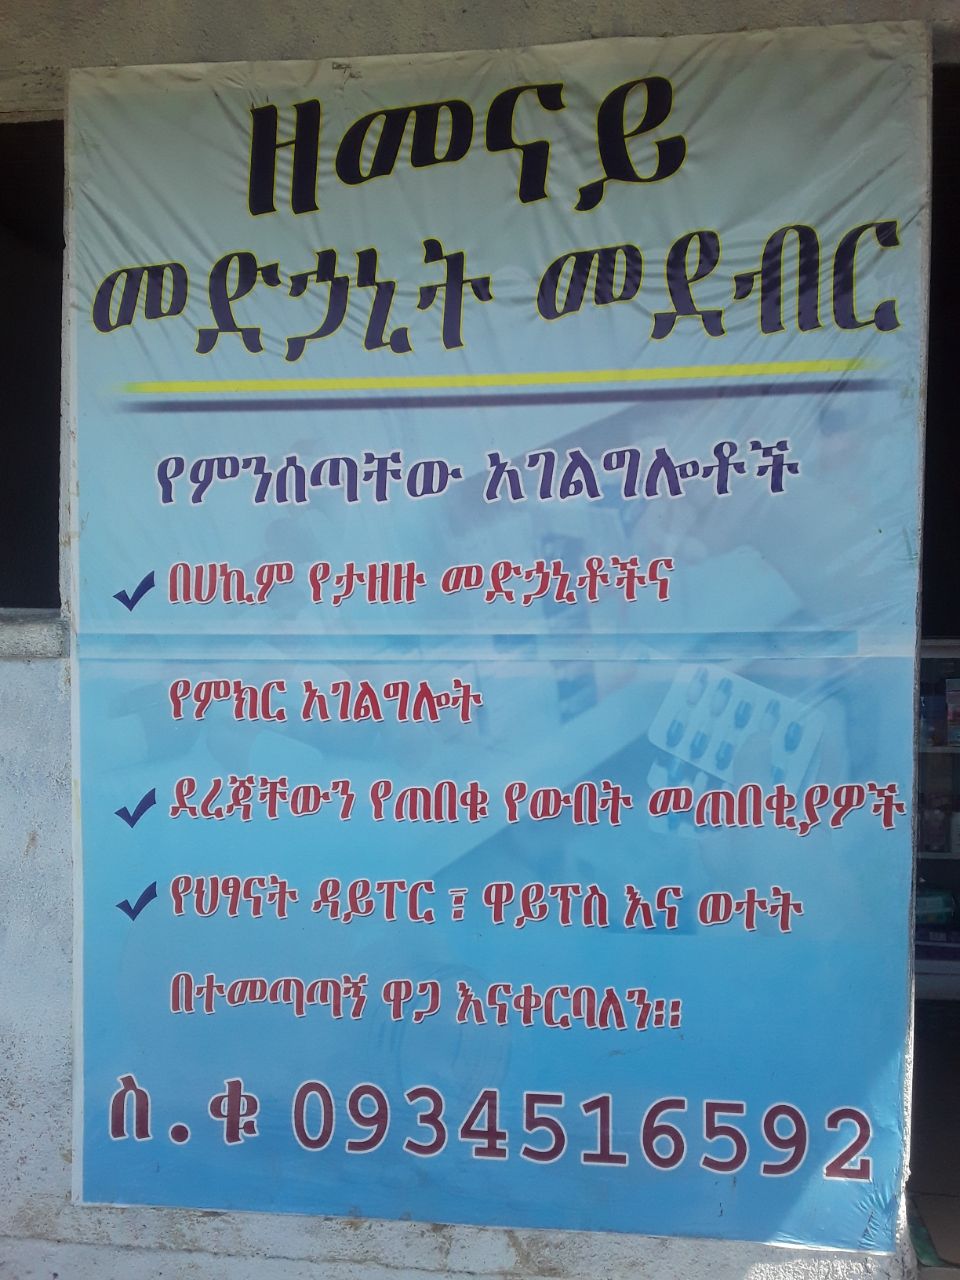 ዘመናይ
መድኃኒት መደብር
የምንሰጣቸው አገልግሎቶች
በሀኪም የታዘዙ መድኃኒቶችና
የምክር አገልግሎት
ደረጃቸውን የጠበቁ የውበት መጠበቂያዎች
የህፃናት ዳይፐር ፣ ዋይፕስ እና ወተት
በተመጣጣኝ ዋጋ እናቀርባለን።
ስ.ቁ 0934516592